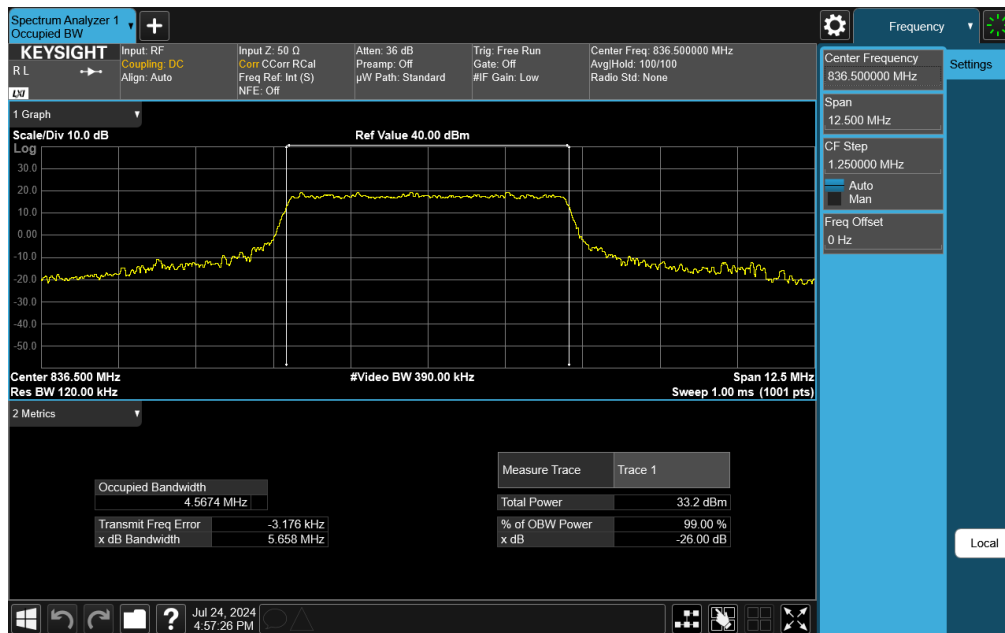 Spectrum Analyzer 1
Occupied BW
Frequency
KEYSIGHT
R L
LXI
Input: RF
Coupling: DC
Align: Auto
Input Z: 50 Ω
Corr CCorr RCal
Freq Ref: Int (S)
NFE: Off
Atten: 36 dB
Preamp: Off
µW Path: Standard
Trig: Free Run
Gate: Off
#IF Gain: Low
Center Freq: 836.500000 MHz
Avg|Hold: 100/100
Radio Std: None
Center Frequency
836.500000 MHz
Settings
Span
12.500 MHz
CF Step
1.250000 MHz
Auto
Man
Freq Offset
0 Hz
1 Graph
Scale/Div 10.0 dB
Ref Value 40.00 dBm
Log
30.0
20.0
10.0
0.00
-10.0
-20.0
-30.0
-40.0
-50.0
Center 836.500 MHz
#Video BW 390.00 kHz
Span 12.5 MHz
Res BW 120.00 kHz
Sweep 1.00 ms (1001 pts)
2 Metrics
Occupied Bandwidth
4.5674 MHz
Transmit Freq Error -3.176 kHz
x dB Bandwidth 5.658 MHz
Measure Trace Trace 1
Total Power 33.2 dBm
% of OBW Power 99.00 %
x dB -26.00 dB
Local
?
Jul 24, 2024
4:57:26 PM